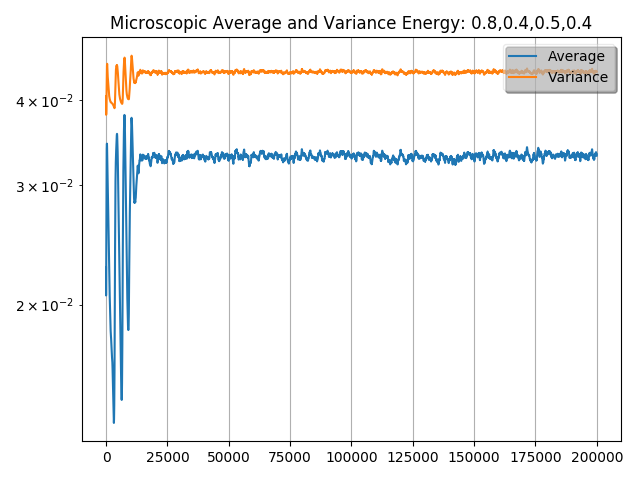 Microscopic Average and Variance Energy: 0.8,0.4,0.5,0.4
Average
Variance
4 × 10⁻²
3 × 10⁻²
2 × 10⁻²
0 25000 50000 75000 100000 125000 150000 175000 200000